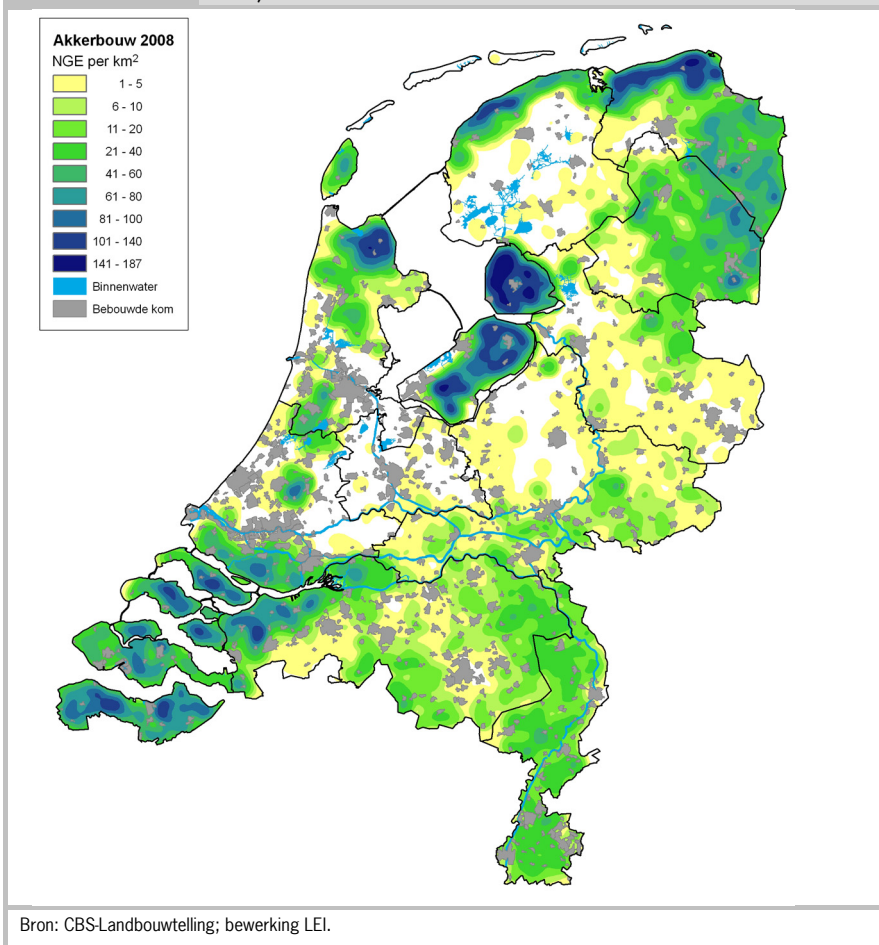 Akkerbouw 2008
NGE per km²
1 - 5
6 - 10
11 - 20
21 - 40
41 - 60
61 - 80
81 - 100
101 - 140
141 - 187
Binnenwater
Bebouwde kom
Bron: CBS-Landbouwtelling; bewerking LEI.